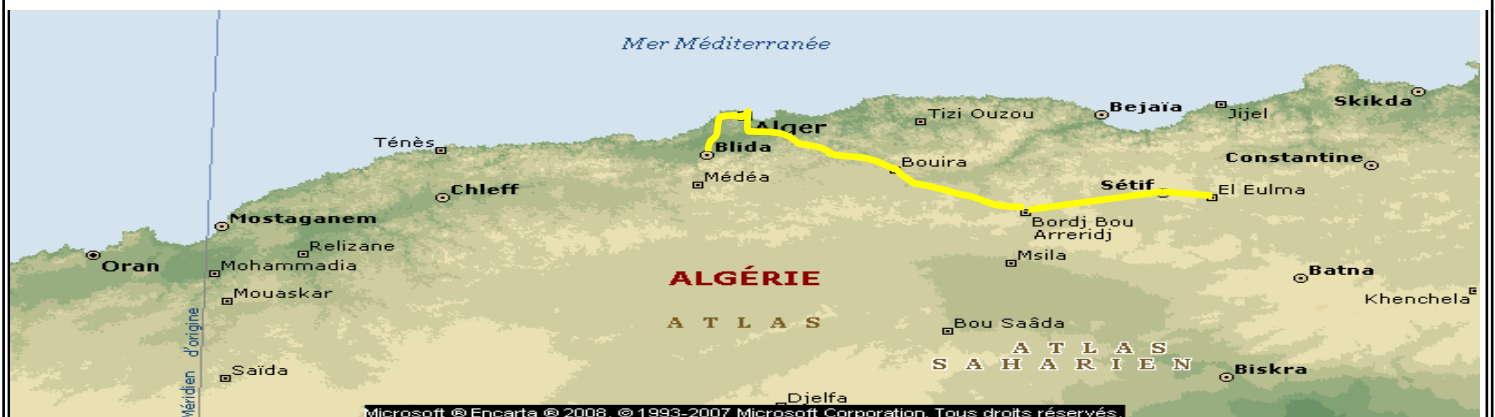 Mer Méditerranée
Skikda
Bejaïa
Jijel
Tizi Ouzou
Alger
Ténès
Blida
Constantine
Bouira
Médéa
Sétif
El Eulma
Chleff
Mostaganem
Bordj Bou
Arreridj
Relizane
Msila
Oran
Mohammadia
ALGÉRIE
Batna
Mouaskar
Khenchela
ATLAS
Bou Saâda
Méridien d'origine
ATLAS
SAHARIEN
Saïda
Biskra
Djelfa
Microsoft ® Encarta ® 2008. © 1993-2007 Microsoft Corporation. Tous droits réservés.